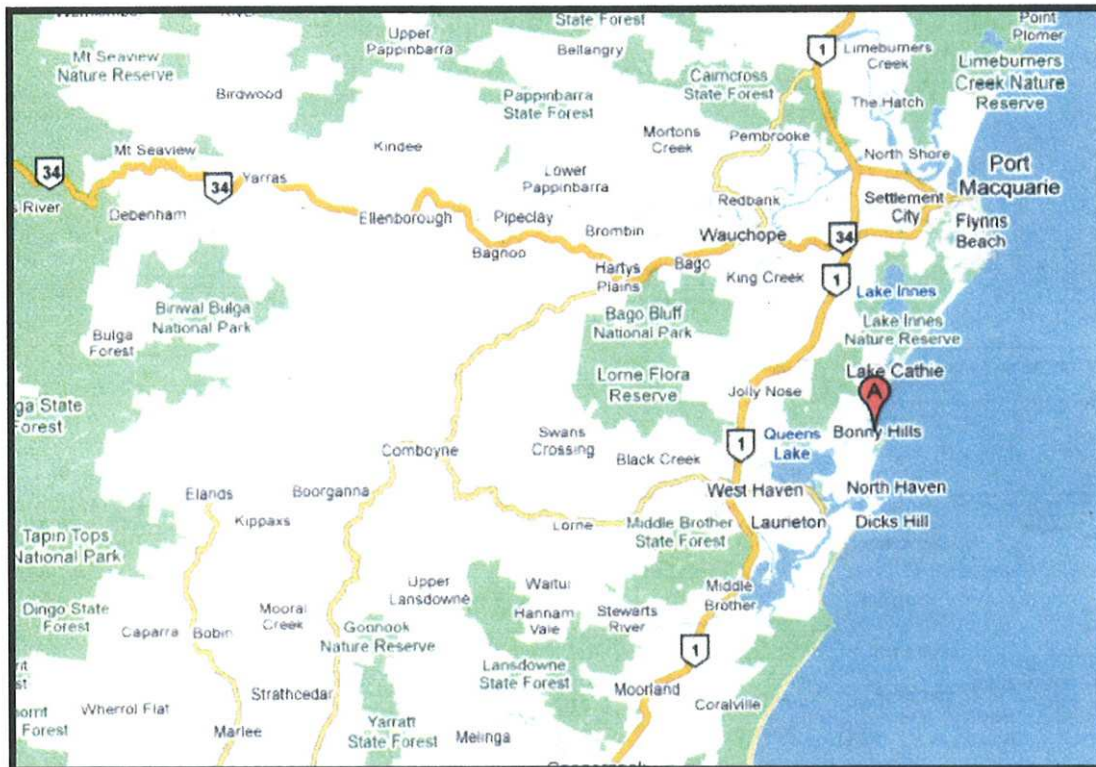 State Forest
Point
Plomer
Upper
Pappinbarra
Bellangry
1
Limeburners
Creek
Mt Seaview
Nature Reserve
Limeburners
Creek Nature
Reserve
Cairncross
State Forest
Birdwood
Pappinbarra
State Forest
The Hatch
Mortons
Creek
Pembrooke
Kindee
Mt Seaview
North Shore
Port
Macquarie
34
34
Yarras
Lower
Pappinbarra
s River
Debenham
Redbank
Settlement
City
Ellenborough
Pipeclay
Brombin
Wauchope
34
Flynns
Beach
Bagnoo
Hartys
Plains
Bago
King Creek
1
Lake Innes
Biriwal Bulga
National Park
Bago Bluff
National Park
Lake Innes
Nature Reserve
Bulga
Forest
Lorne Flora
Reserve
Lake Cathie
Jolly Nose
A
ga State
Forest
Swans
Crossing
1
Queens
Lake
Bonny Hills
Comboyne
Black Creek
Elands
Boorganna
West Haven
North Haven
Kippaxs
Lorne
Middle Brother
State Forest
Laurieton
Dicks Hill
Tapin Tops
National Park
Upper
Lansdowne
Waitui
Middle
Brother
Dingo State
Forest
Mooral
Creek
Hannam
Vale
Stewarts
River
Caparra
Bobin
Goonook
Nature Reserve
1
Lansdowne
State Forest
Strathcedar
Moorland
Wherrol Flat
Coralville
Forest
Marlee
Yarratt
State Forest
Melinga